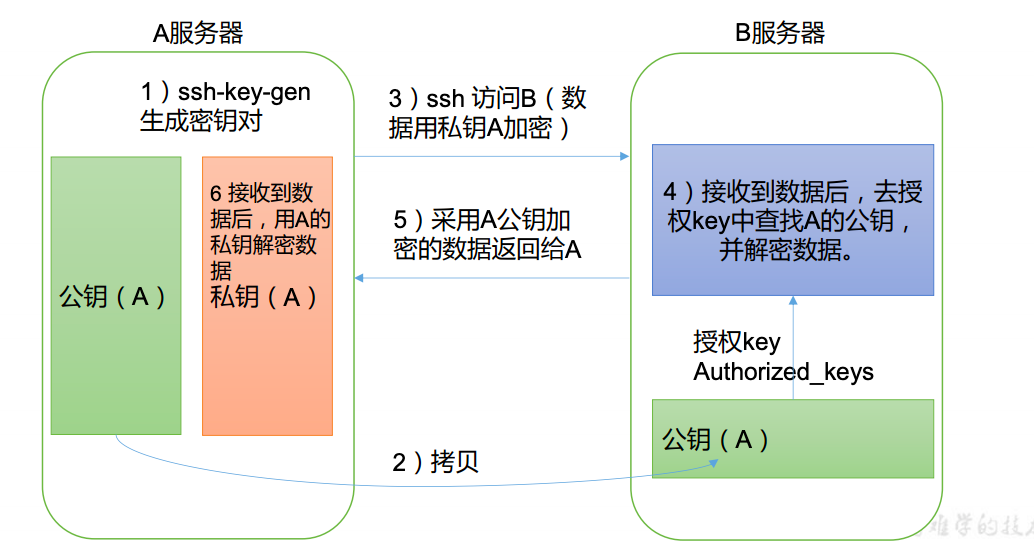 A服务器
B服务器
1）ssh-key-gen
生成密钥对
3）ssh 访问B（数
据用私钥A加密）
6 接收到数
据后，用A的
私钥解密数
据
公钥（A）
私钥（A）
4）接收到数据后，去授
权key中查找A的公钥，
并解密数据。
5）采用A公钥加
密的数据返回给A
授权key
Authorized_keys
公钥（A）
2）拷贝
难学的技术